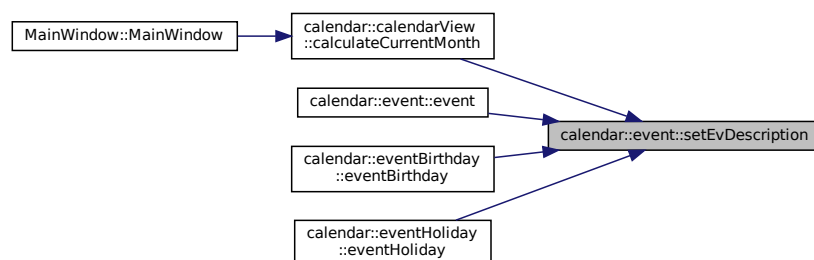 MainWindow::MainWindow
calendar::calendarView
::calculateCurrentMonth
calendar::event::event
calendar::event::setEvDescription
calendar::eventBirthday
::eventBirthday
calendar::eventHoliday
::eventHoliday